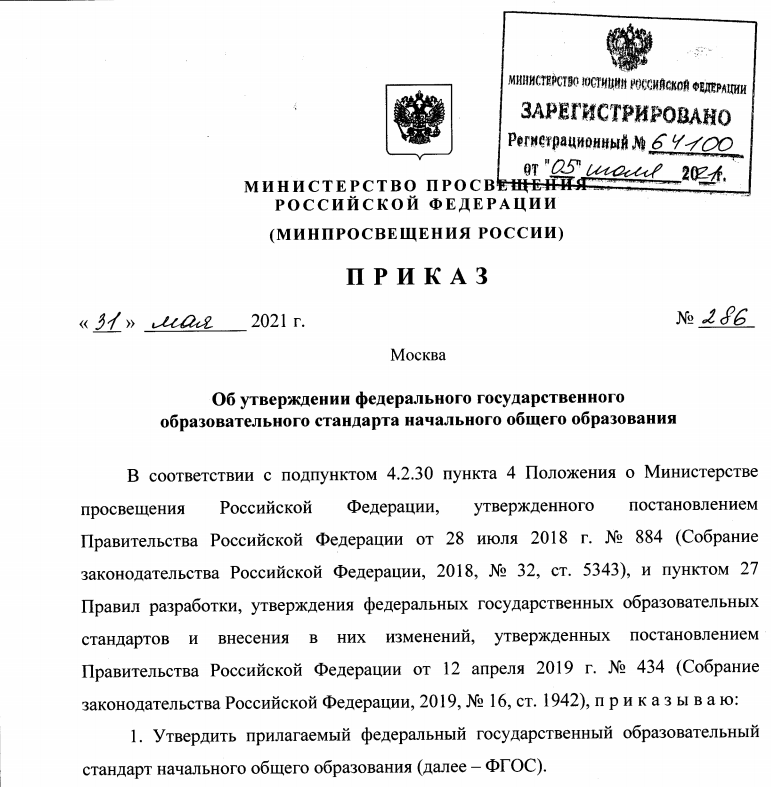 МИНИСТЕРСТВО ЮСТИЦИИ РОССИЙСКОЙ ФЕДЕРАЦИИ
ЗАРЕГИСТРИРОВАНО
Регистрационный № 64100
от "05" июля 2021г.
МИНИСТЕРСТВО ПРОСВЕЩЕНИЯ
РОССИЙСКОЙ ФЕДЕРАЦИИ
(МИНПРОСВЕЩЕНИЯ РОССИИ)
П Р И К А З
« 31 » мая 2021 г.
№ 286
Москва
Об утверждении федерального государственного
образовательного стандарта начального общего образования
В соответствии с подпунктом 4.2.30 пункта 4 Положения о Министерстве
просвещения Российской Федерации, утвержденного постановлением
Правительства Российской Федерации от 28 июля 2018 г. № 884 (Собрание
законодательства Российской Федерации, 2018, № 32, ст. 5343), и пунктом 27
Правил разработки, утверждения федеральных государственных образовательных
стандартов и внесения в них изменений, утвержденных постановлением
Правительства Российской Федерации от 12 апреля 2019 г. № 434 (Собрание
законодательства Российской Федерации, 2019, № 16, ст. 1942), п р и к а з ы в а ю:
1. Утвердить прилагаемый федеральный государственный образовательный
стандарт начального общего образования (далее – ФГОС).